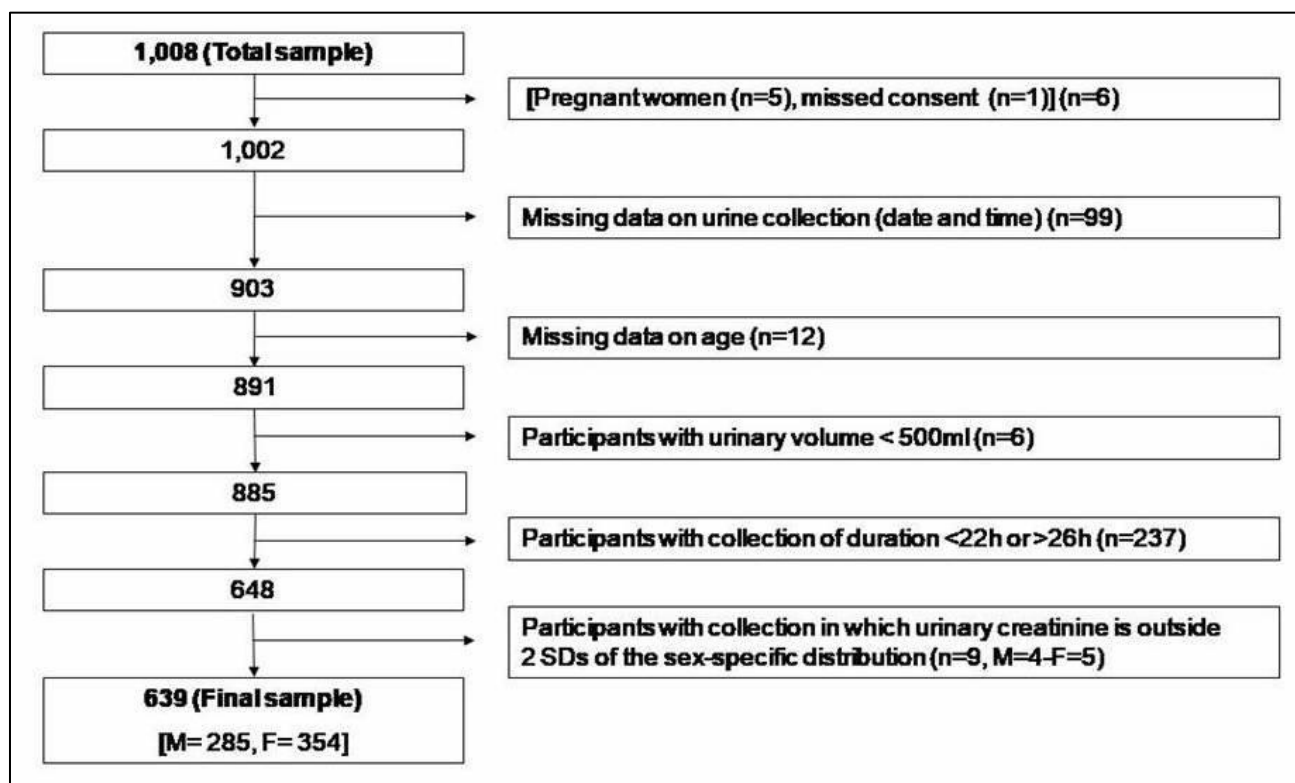 1,008 (Total sample)
[Pregnant women (n=5), missed consent (n=1)] (n=6)
1,002
Missing data on urine collection (date and time) (n=99)
903
Missing data on age (n=12)
891
Participants with urinary volume < 500ml (n=6)
885
Participants with collection of duration <22h or >26h (n=237)
648
Participants with collection in which urinary creatinine is outside
2 SDs of the sex-specific distribution (n=9, M=4-F=5)
639 (Final sample)
[M= 285, F= 354]